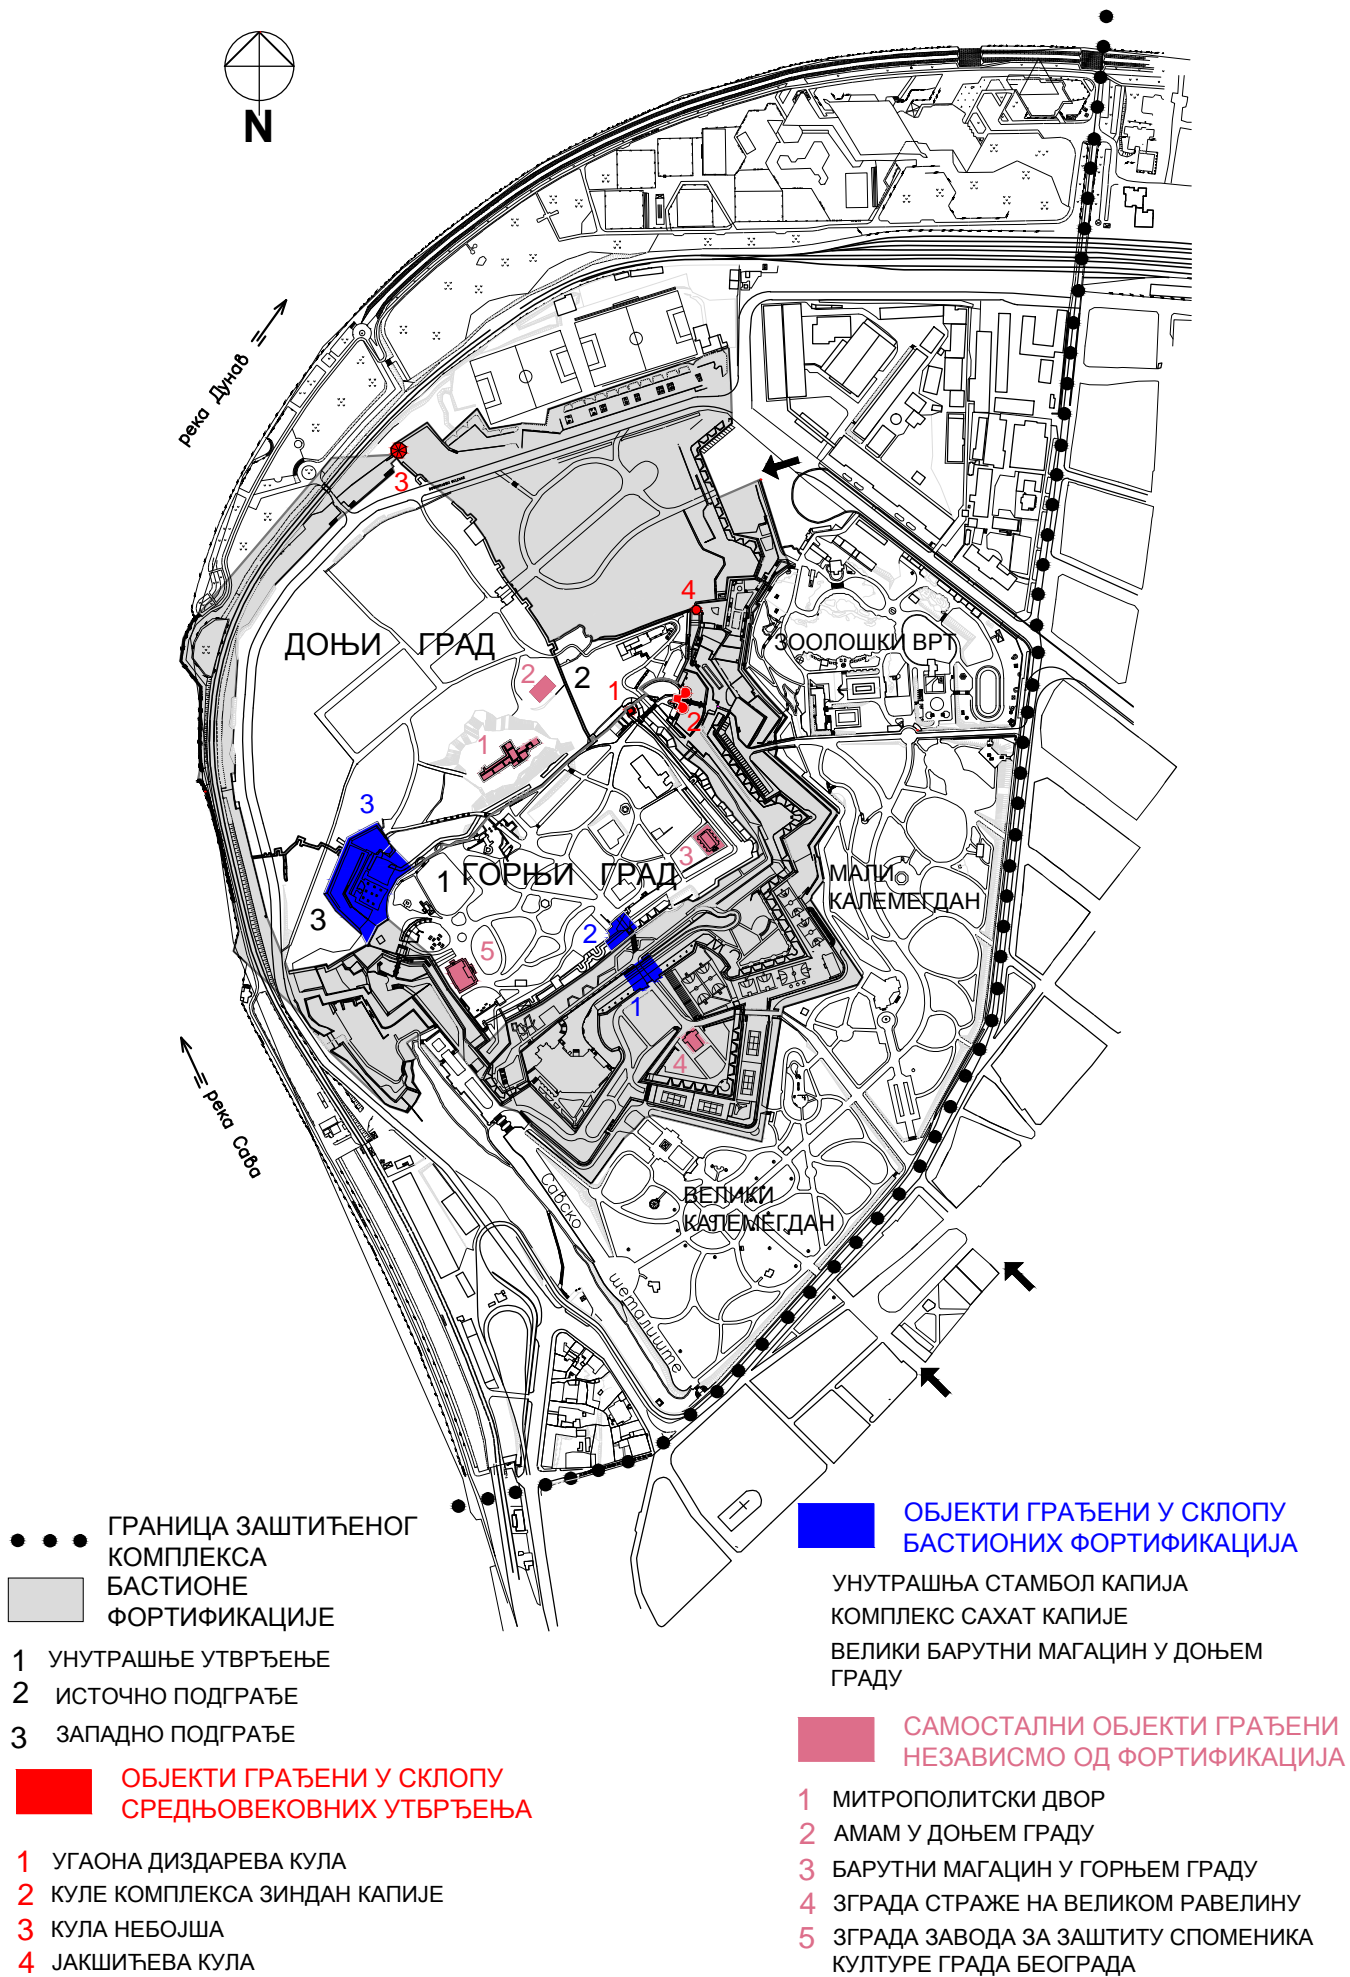 N
река Дунав
3
4
ДОЊИ ГРАД
ЗООЛОШКИ ВРТ
2
2
1
2
1
3
3
1
ГОРЊИ ГРАД
3
МАЛИ
КАЛЕМЕГДАН
3
2
5
1
4
река Сава
Савско
шеталиште
ВЕЛИКИ
КАЛЕМЕГДАН
ГРАНИЦА ЗАШТИЋЕНОГ
КОМПЛЕКСА
БАСТИОНЕ
ФОРТИФИКАЦИЈЕ
1 УНУТРАШЊЕ УТВРЂЕЊЕ
2 ИСТОЧНО ПОДГРАЂЕ
3 ЗАПАДНО ПОДГРАЂЕ
ОБЈЕКТИ ГРАЂЕНИ У СКЛОПУ
СРЕДЊОВЕКОВНИХ УТБРЂЕЊА
1 УГАОНА ДИЗДАРЕВА КУЛА
2 КУЛЕ КОМПЛЕКСА ЗИНДАН КАПИЈЕ
3 КУЛА НЕБОЈША
4 ЈАКШИЋЕВА КУЛА
ОБЈЕКТИ ГРАЂЕНИ У СКЛОПУ
БАСТИОНИХ ФОРТИФИКАЦИЈА
УНУТРАШЊА СТАМБОЛ КАПИЈА
КОМПЛЕКС САХАТ КАПИЈЕ
ВЕЛИКИ БАРУТНИ МАГАЦИН У ДОЊЕМ
ГРАДУ
САМОСТАЛНИ ОБЈЕКТИ ГРАЂЕНИ
НЕЗАВИСМО ОД ФОРТИФИКАЦИЈА
1 МИТРОПОЛИТСКИ ДВОР
2 АМАМ У ДОЊЕМ ГРАДУ
3 БАРУТНИ МАГАЦИН У ГОРЊЕМ ГРАДУ
4 ЗГРАДА СТРАЖЕ НА ВЕЛИКОМ РАВЕЛИНУ
5 ЗГРАДА ЗАВОДА ЗА ЗАШТИТУ СПОМЕНИКА
КУЛТУРЕ ГРАДА БЕОГРАДА